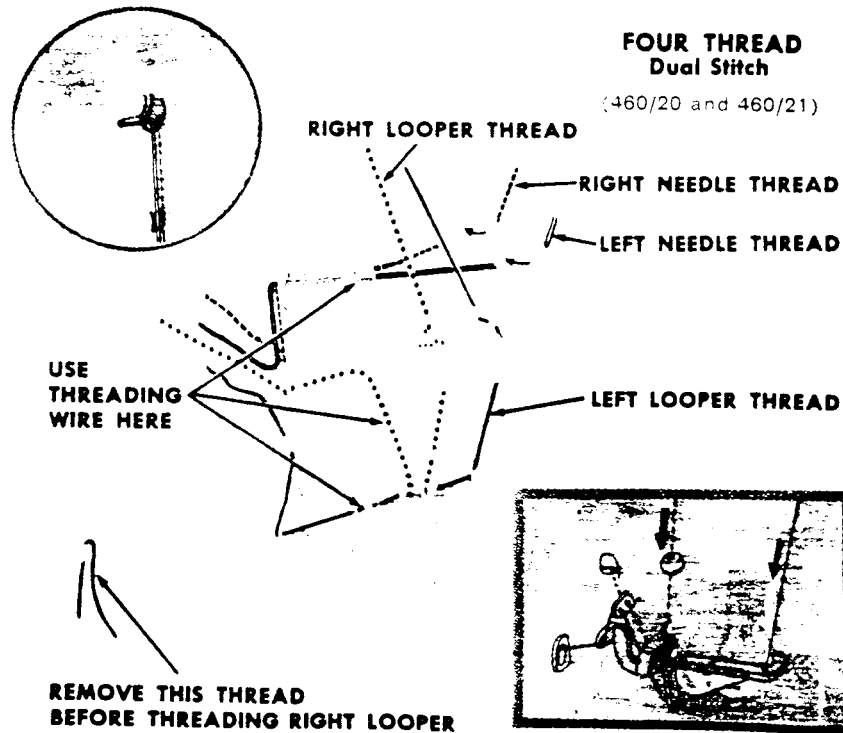 FOUR THREAD
Dual Stitch
(460/20 and 460/21)
RIGHT LOOPER THREAD
RIGHT NEEDLE THREAD
LEFT NEEDLE THREAD
USE
THREADING
WIRE HERE
LEFT LOOPER THREAD
REMOVE THIS THREAD
BEFORE THREADING RIGHT LOOPER